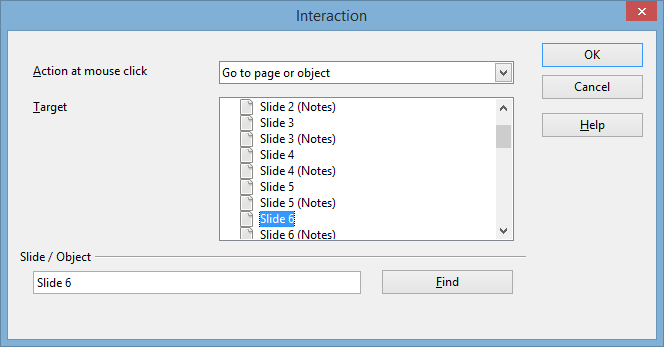 Interaction
Action at mouse click
Go to page or object
OK
Cancel
Help
Target
Slide 2 (Notes)
Slide 3
Slide 3 (Notes)
Slide 4
Slide 4 (Notes)
Slide 5
Slide 5 (Notes)
Slide 6
Slide 6 (Notes)
Slide / Object
Slide 6
Find